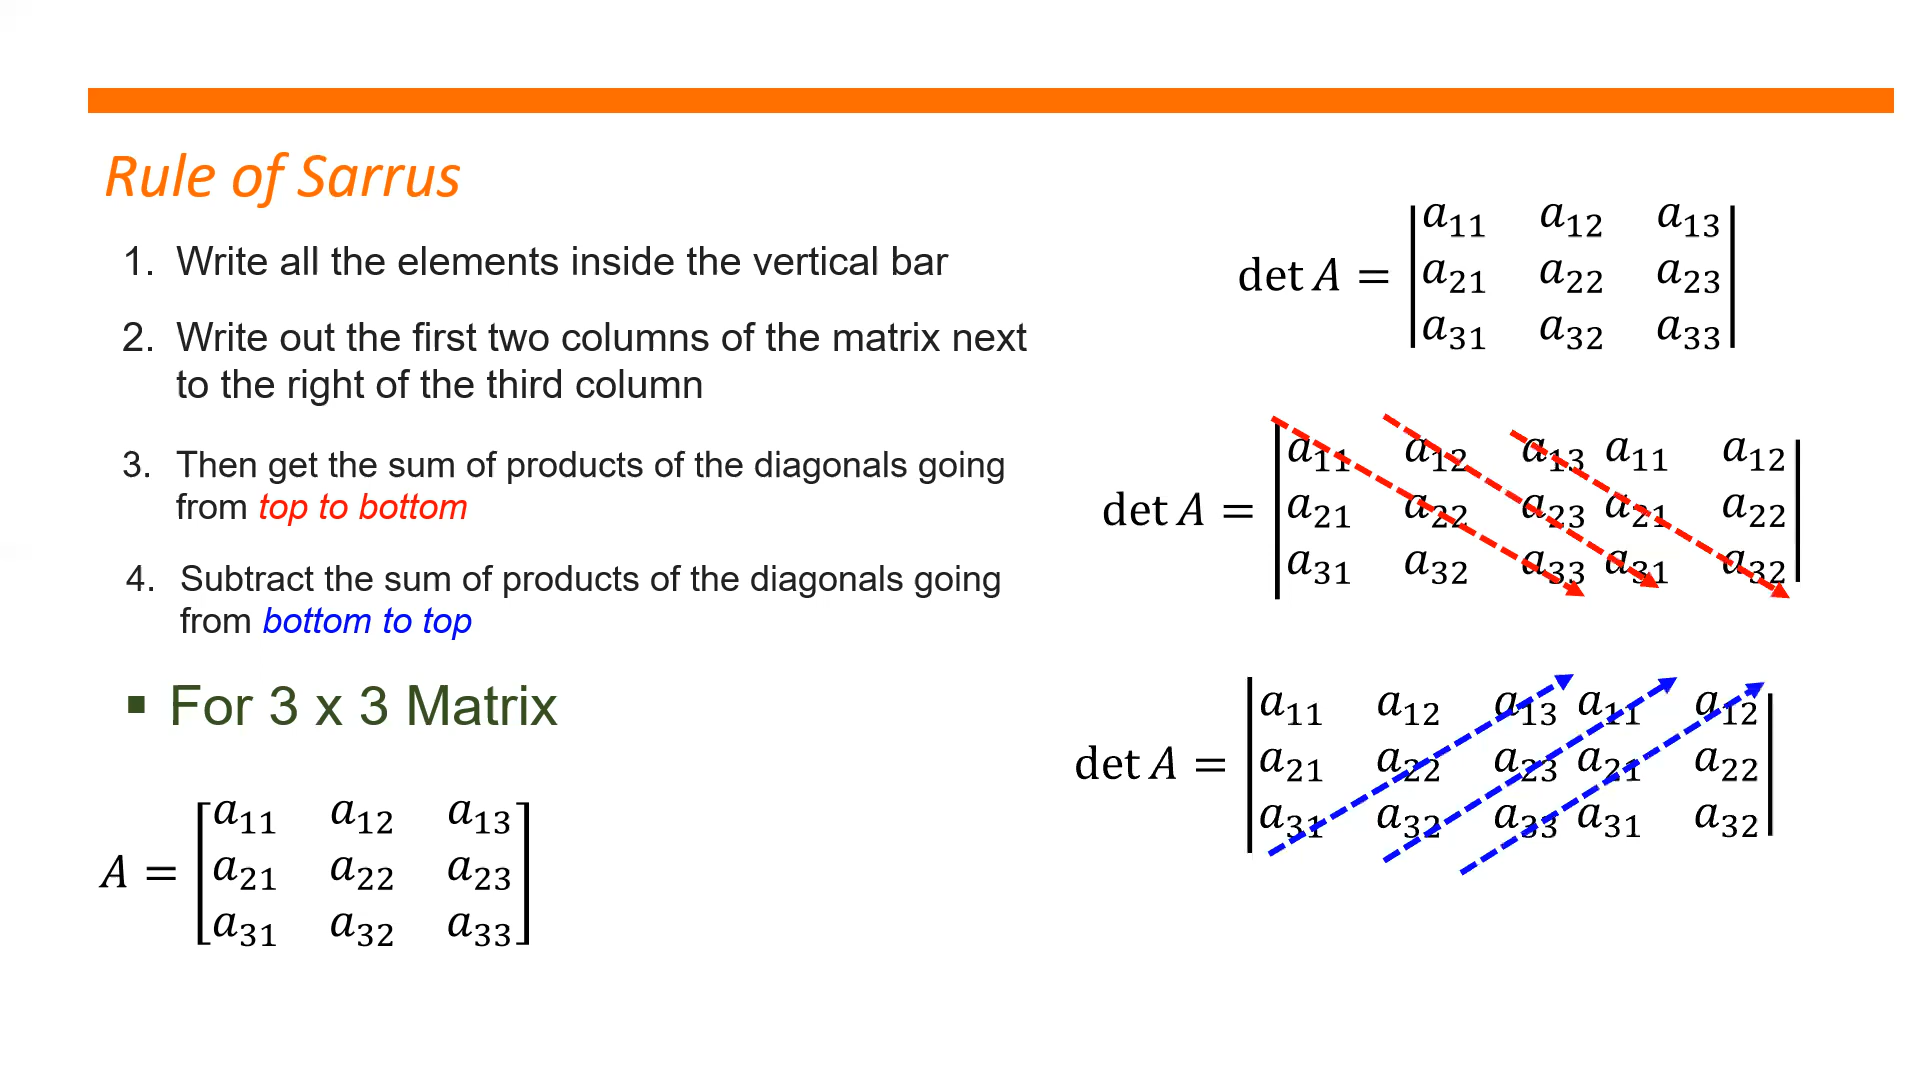 Rule of Sarrus
1. Write all the elements inside the vertical bar
2. Write out the first two columns of the matrix next
to the right of the third column
3. Then get the sum of products of the diagonals going
from top to bottom
4. Subtract the sum of products of the diagonals going
from bottom to top
▪ For 3 x 3 Matrix
A = [a₁₁ a₁₂ a₁₃
a₂₁ a₂₂ a₂₃
a₃₁ a₃₂ a₃₃]
det A = |a₁₁ a₁₂ a₁₃
a₂₁ a₂₂ a₂₃
a₃₁ a₃₂ a₃₃|
det A = |a₁₁ a₁₂ a₁₃ a₁₁ a₁₂
a₂₁ a₂₂ a₂₃ a₂₁ a₂₂
a₃₁ a₃₂ a₃₃ a₃₁ a₃₂|
det A = |a₁₁ a₁₂ a₁₃ a₁₁ a₁₂
a₂₁ a₂₂ a₂₃ a₂₁ a₂₂
a₃₁ a₃₂ a₃₃ a₃₁ a₃₂|